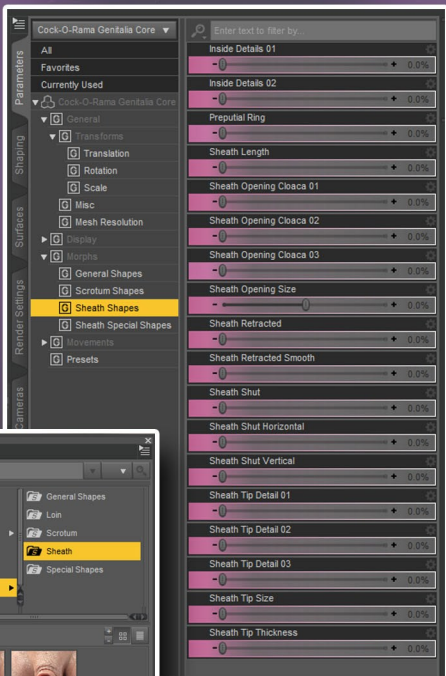 Cock-O-Rama Genitalia Core
All
Favorites
Currently Used
Cock-O-Rama Genitalia Core
G General
G Transforms
G Translation
G Rotation
G Scale
G Misc
G Mesh Resolution
G Display
G Morphs
G General Shapes
G Scrotum Shapes
G Sheath Shapes
G Sheath Special Shapes
G Movements
G Presets
Parameters
Shaping
Surfaces
Render Settings
Cameras
Enter text to filter by...
Inside Details 01
- + 0.0%
Inside Details 02
- + 0.0%
Preputial Ring
- + 0.0%
Sheath Length
- + 0.0%
Sheath Opening Cloaca 01
- + 0.0%
Sheath Opening Cloaca 02
- + 0.0%
Sheath Opening Cloaca 03
- + 0.0%
Sheath Opening Size
- + 0.0%
Sheath Retracted
- + 0.0%
Sheath Retracted Smooth
- + 0.0%
Sheath Shut
- + 0.0%
Sheath Shut Horizontal
- + 0.0%
Sheath Shut Vertical
- + 0.0%
Sheath Tip Detail 01
- + 0.0%
Sheath Tip Detail 02
- + 0.0%
Sheath Tip Detail 03
- + 0.0%
Sheath Tip Size
- + 0.0%
Sheath Tip Thickness
- + 0.0%
General Shapes
Loin
Scrotum
Sheath
Special Shapes